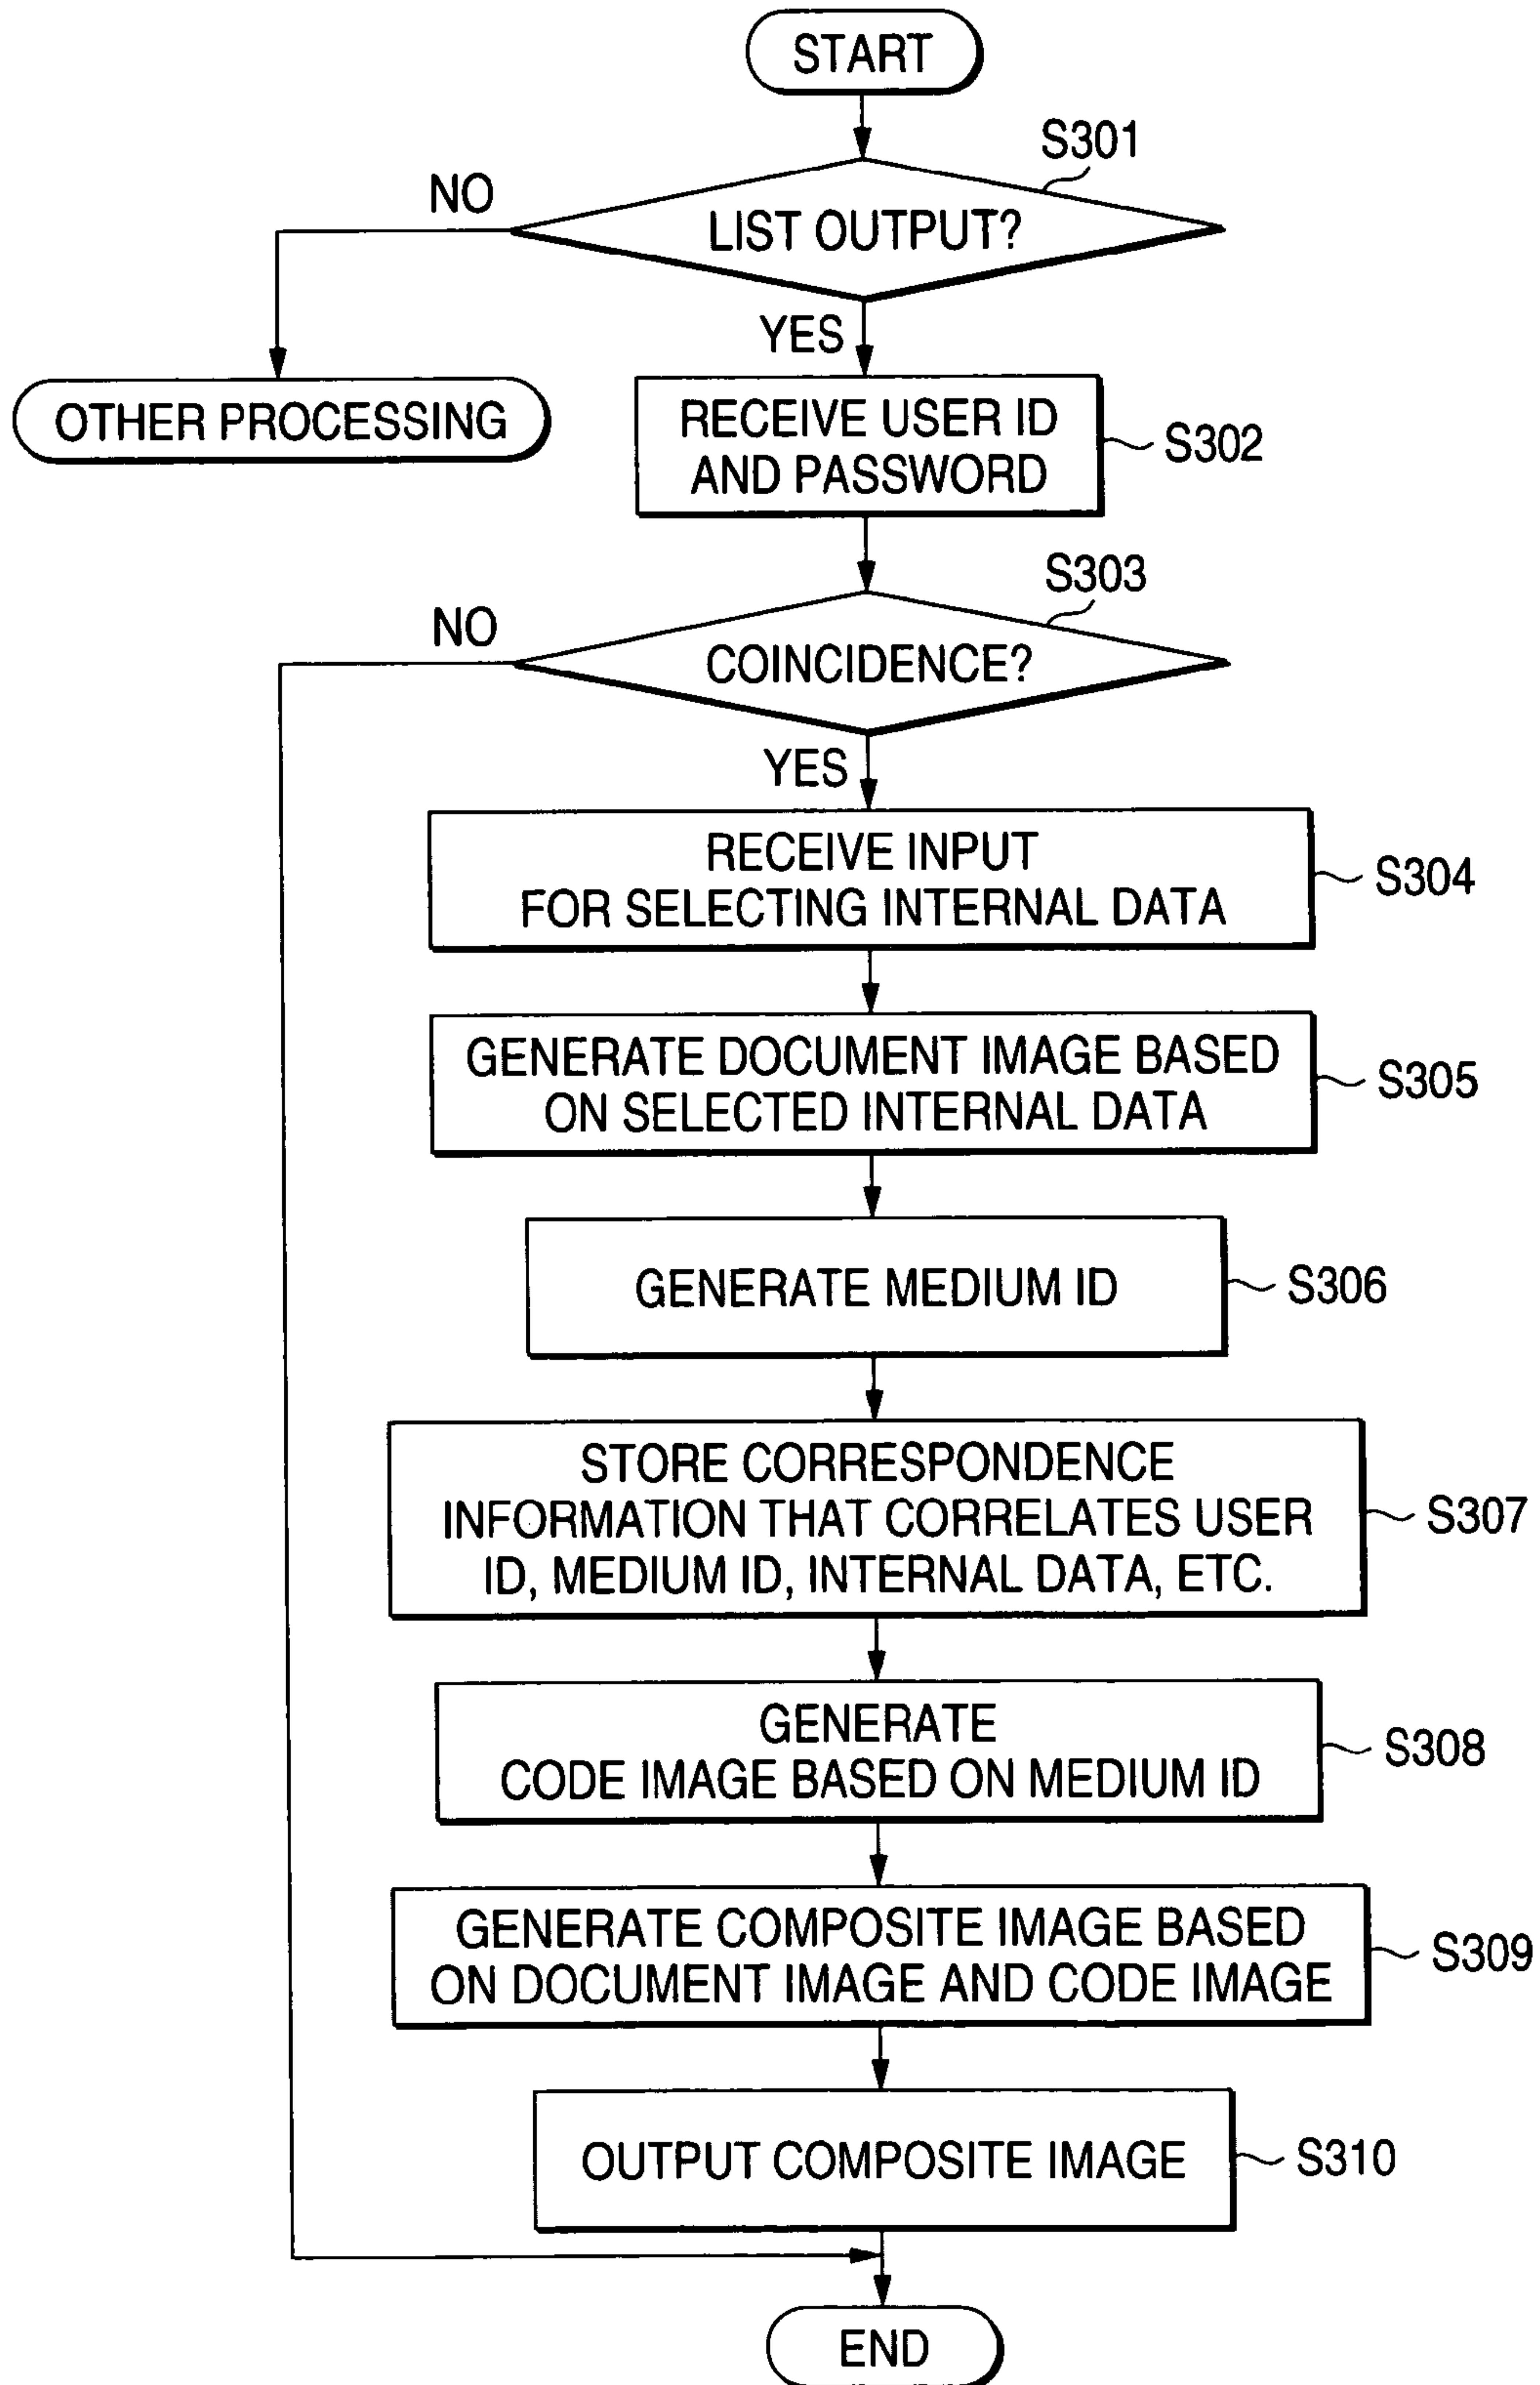 START
S301
NO
LIST OUTPUT?
YES
OTHER PROCESSING
RECEIVE USER ID
AND PASSWORD
S302
S303
NO
COINCIDENCE?
YES
RECEIVE INPUT
FOR SELECTING INTERNAL DATA
S304
GENERATE DOCUMENT IMAGE BASED
ON SELECTED INTERNAL DATA
S305
GENERATE MEDIUM ID
S306
STORE CORRESPONDENCE
INFORMATION THAT CORRELATES USER
ID, MEDIUM ID, INTERNAL DATA, ETC.
S307
GENERATE
CODE IMAGE BASED ON MEDIUM ID
S308
GENERATE COMPOSITE IMAGE BASED
ON DOCUMENT IMAGE AND CODE IMAGE
S309
OUTPUT COMPOSITE IMAGE
S310
END